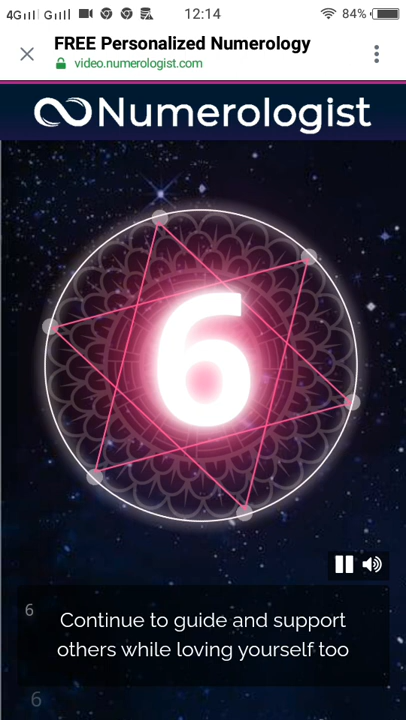 4G G 12:14 84%
FREE Personalized Numerology
video.numerologist.com
Numerologist
6
6
Continue to guide and support
others while loving yourself too
6